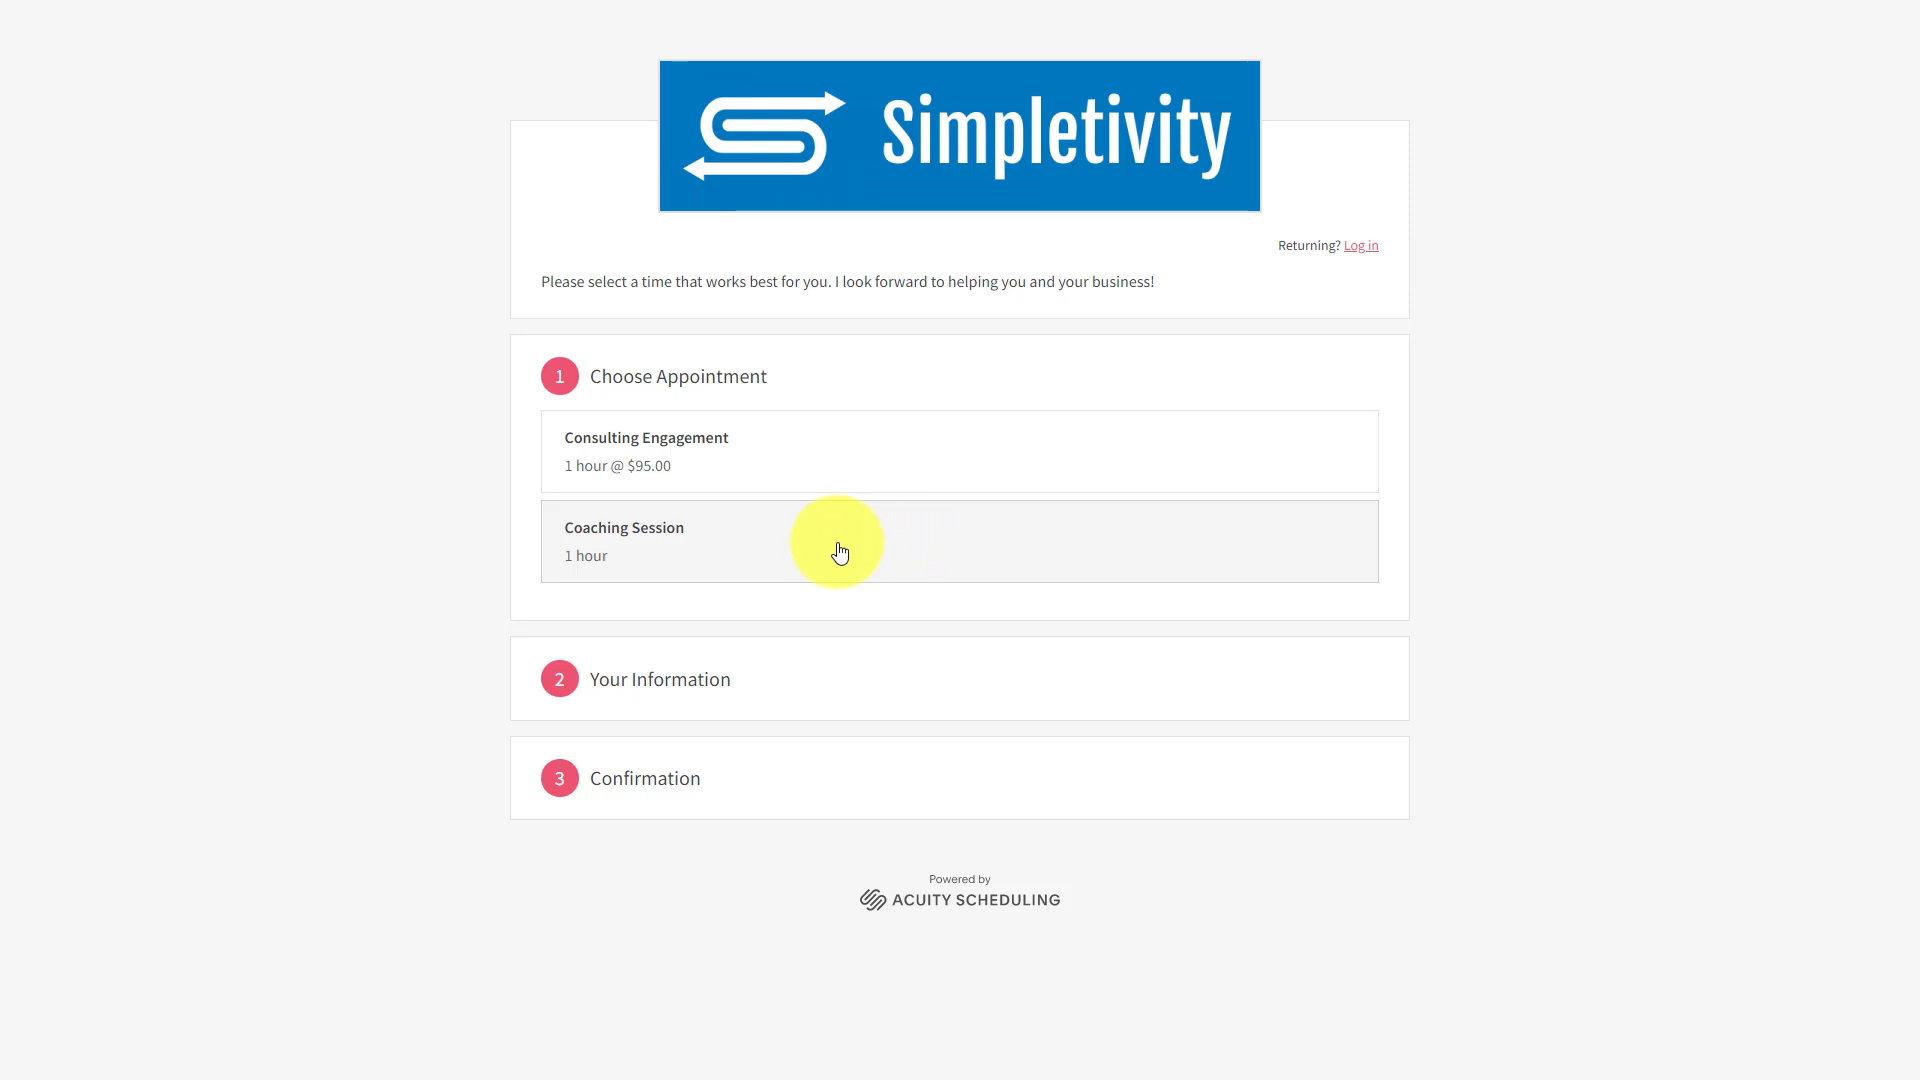 Simpletivity
Returning? Log in
Please select a time that works best for you. I look forward to helping you and your business!
1 Choose Appointment
Consulting Engagement
1 hour @ $95.00
Coaching Session
1 hour
2 Your Information
3 Confirmation
Powered by
ACUITY SCHEDULING